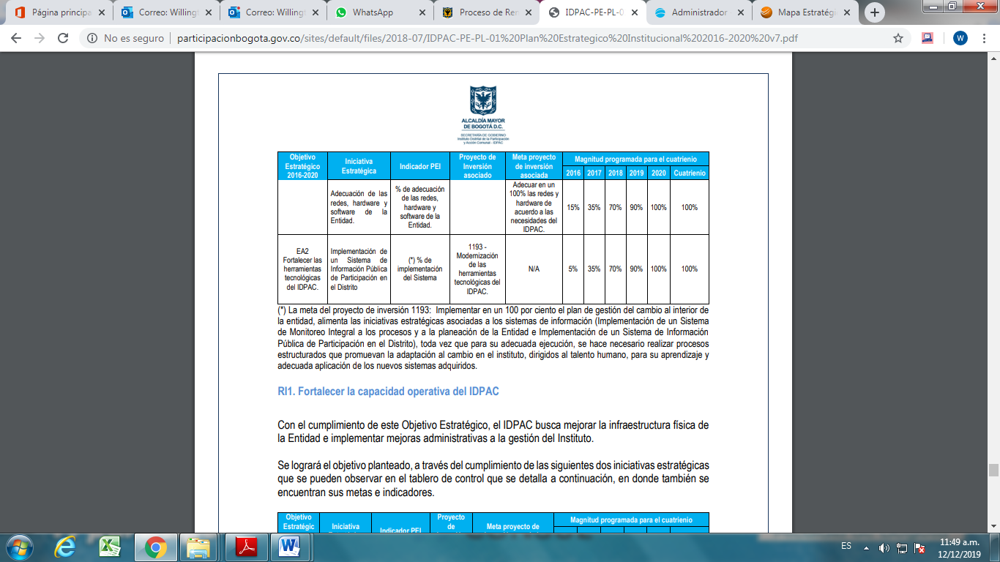 Página principa
Correo: Willing
Correo: Willing
WhatsApp
Proceso de Ren
IDPAC-PE-PL-0
Administrador
Mapa Estratégi
No es seguro | participacionbogota.gov.co/sites/default/files/2018-07/IDPAC-PE-PL-01%20Plan%20Estrategico%20Institucional%202016-2020%20v7.pdf
W
ALCALDÍA MAYOR
DE BOGOTÁ D.C.
SECRETARÍA DE GOBIERNO
Instituto Distrital de la Participación
y Acción Comunal - IDPAC
Objetivo
Estratégico
2016-2020
Iniciativa
Estratégica
Indicador PEI
Proyecto de
Inversión
asociado
Meta proyecto
de inversión
asociada
Magnitud programada para el cuatrienio
2016 2017 2018 2019 2020 Cuatrienio
Adecuación de las
redes, hardware y
software de la
Entidad.
% de adecuación
de las redes,
hardware y
software de la
Entidad.
Adecuar en un
100% las redes y
hardware de
acuerdo a las
necesidades del
IDPAC.
15% 35% 70% 90% 100% 100%
EA2
Fortalecer las
herramientas
tecnológicas
del IDPAC.
Implementación de
un Sistema de
Información Pública
de Participación en
el Distrito
(*) % de
implementación
del Sistema
1193 -
Modernización
de las
herramientas
tecnológicas del
IDPAC.
N/A
5% 35% 70% 90% 100% 100%
(*) La meta del proyecto de inversión 1193: Implementar en un 100 por ciento el plan de gestión del cambio al interior de
la entidad, alimenta las iniciativas estratégicas asociadas a los sistemas de información (Implementación de un Sistema
de Monitoreo Integral a los procesos y a la planeación de la Entidad e Implementación de un Sistema de Información
Pública de Participación en el Distrito), toda vez que para su adecuada ejecución, se hace necesario realizar procesos
estructurados que promuevan la adaptación al cambio en el instituto, dirigidos al talento humano, para su aprendizaje y
adecuada aplicación de los nuevos sistemas adquiridos.
RI1. Fortalecer la capacidad operativa del IDPAC
Con el cumplimiento de este Objetivo Estratégico, el IDPAC busca mejorar la infraestructura física de
la Entidad e implementar mejoras administrativas a la gestión del Instituto.
Se logrará el objetivo planteado, a través del cumplimiento de las siguientes dos iniciativas estratégicas
que se pueden observar en el tablero de control que se detalla a continuación, en donde también se
encuentran sus metas e indicadores.
Objetivo
Estratégic
Iniciativa
Indicador PEI
Proyecto
de
Meta proyecto de
Magnitud programada para el cuatrienio
ES
11:49 a.m.
12/12/2019